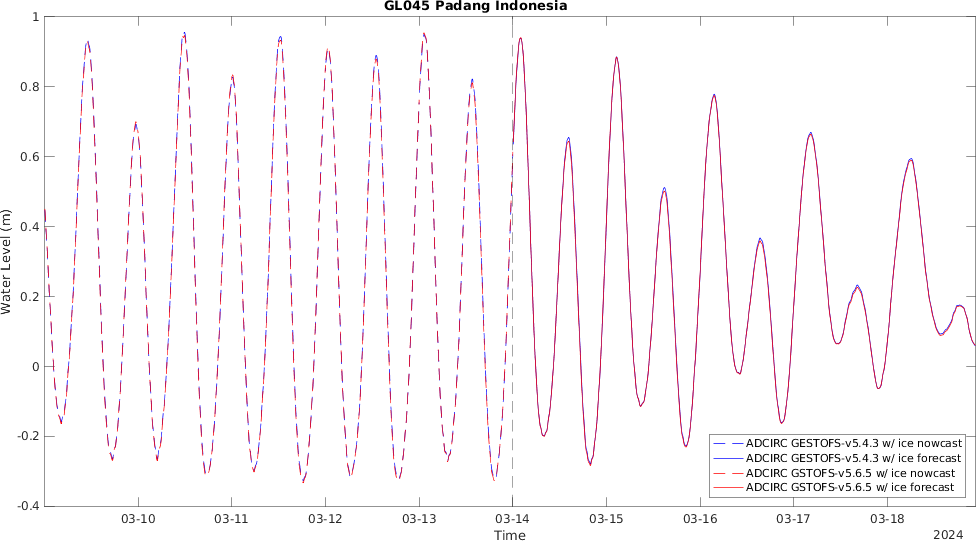 GL045 Padang Indonesia
Water Level (m)
1
0.8
0.6
0.4
0.2
0
-0.2
-0.4
ADCIRC GESTOFS-v5.4.3 w/ ice nowcast
ADCIRC GESTOFS-v5.4.3 w/ ice forecast
ADCIRC GSTOFS-v5.6.5 w/ ice nowcast
ADCIRC GSTOFS-v5.6.5 w/ ice forecast
03-10 03-11 03-12 03-13 03-14 03-15 03-16 03-17 03-18
Time
2024